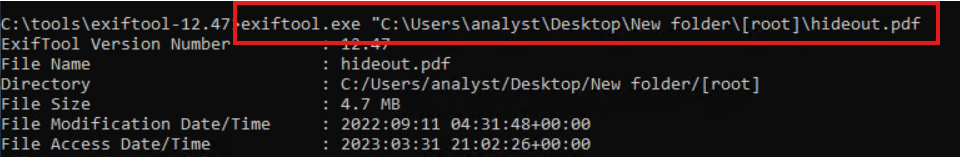 C:\tools\exiftool-12.47>exiftool.exe "C:\Users\analyst\Desktop\New folder\[root]\hideout.pdf
ExifTool Version Number : 12.47
File Name : hideout.pdf
Directory : C:/Users/analyst/Desktop/New folder/[root]
File Size : 4.7 MB
File Modification Date/Time : 2022:09:11 04:31:48+00:00
File Access Date/Time : 2023:03:31 21:02:26+00:00